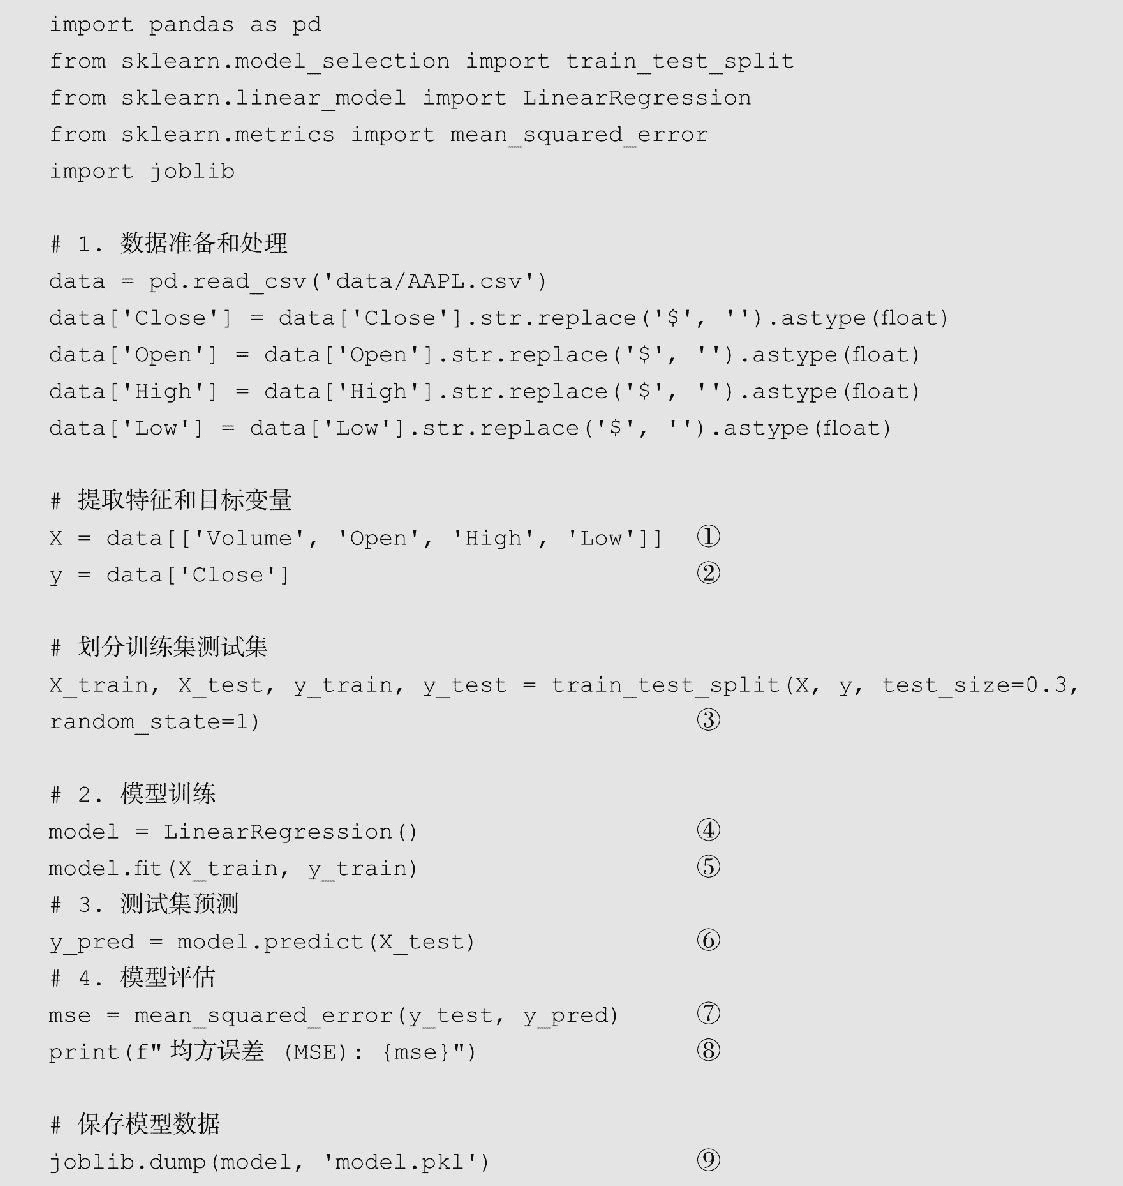 import pandas as pd
from sklearn.model_selection import train_test_split
from sklearn.linear_model import LinearRegression
from sklearn.metrics import mean_squared_error
import joblib
# 1. 数据准备和处理
data = pd.read_csv('data/AAPL.csv')
data['Close'] = data['Close'].str.replace('$', '').astype(float)
data['Open'] = data['Open'].str.replace('$', '').astype(float)
data['High'] = data['High'].str.replace('$', '').astype(float)
data['Low'] = data['Low'].str.replace('$', '').astype(float)
# 提取特征和目标变量
X = data[['Volume', 'Open', 'High', 'Low']] ①
y = data['Close'] ②
# 划分训练集测试集
X_train, X_test, y_train, y_test = train_test_split(X, y, test_size=0.3,
random_state=1) ③
# 2. 模型训练
model = LinearRegression() ④
model.fit(X_train, y_train) ⑤
# 3. 测试集预测
y_pred = model.predict(X_test) ⑥
# 4. 模型评估
mse = mean_squared_error(y_test, y_pred) ⑦
print(f" 均方误差 (MSE): {mse}") ⑧
# 保存模型数据
joblib.dump(model, 'model.pkl') ⑨